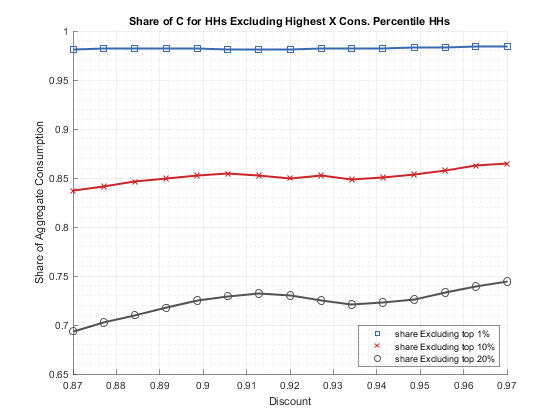 Share of C for HHs Excluding Highest X Cons. Percentile HHs
1
0.95
0.9
0.85
0.8
0.75
0.7
0.65
Share of Aggregate Consumption
share Excluding top 1%
share Excluding top 10%
share Excluding top 20%
0.87 0.88 0.89 0.9 0.91 0.92 0.93 0.94 0.95 0.96 0.97
Discount